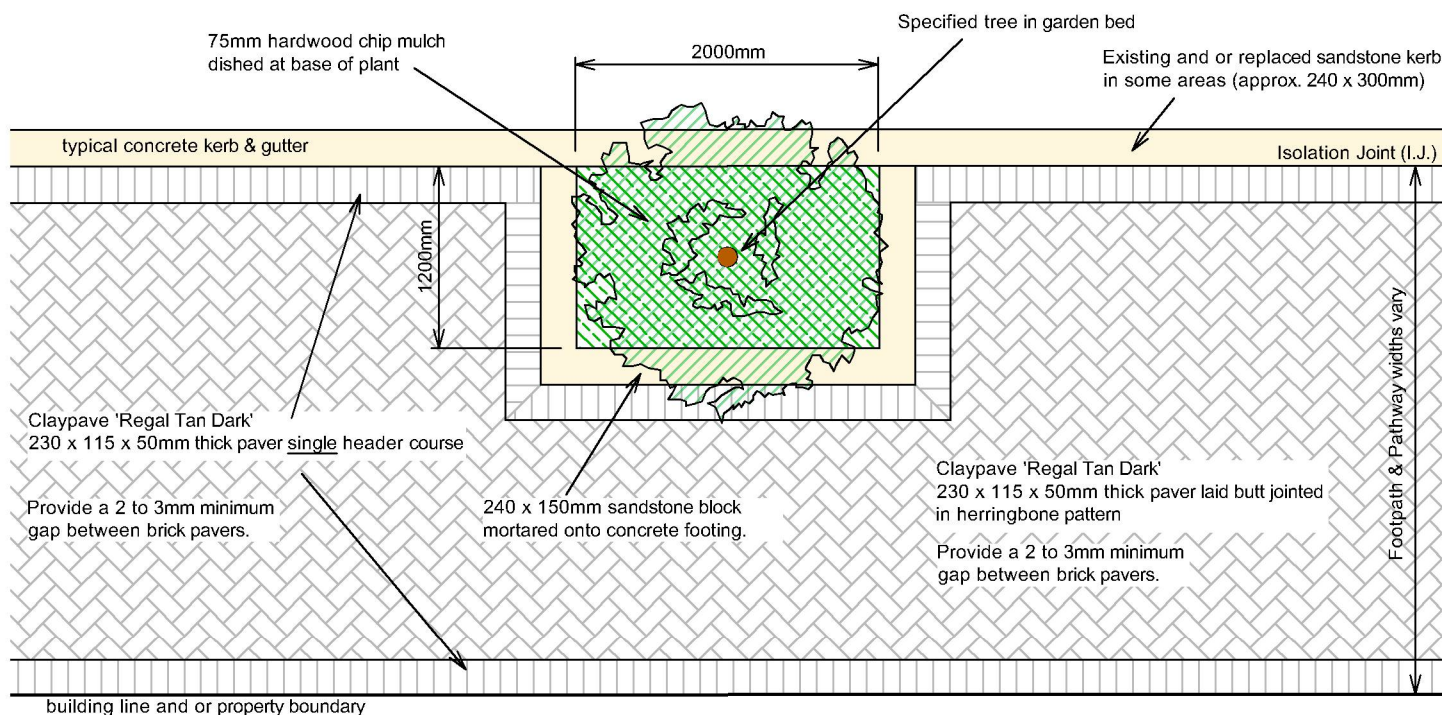 Specified tree in garden bed
75mm hardwood chip mulch
dished at base of plant
2000mm
Existing and or replaced sandstone kerb
in some areas (approx. 240 x 300mm)
typical concrete kerb & gutter
Isolation Joint (I.J.)
1200mm
Footpath & Pathway widths vary
Claypave 'Regal Tan Dark'
230 x 115 x 50mm thick paver single header course
Provide a 2 to 3mm minimum
gap between brick pavers.
240 x 150mm sandstone block
mortared onto concrete footing.
Claypave 'Regal Tan Dark'
230 x 115 x 50mm thick paver laid butt jointed
in herringbone pattern
Provide a 2 to 3mm minimum
gap between brick pavers.
building line and or property boundary